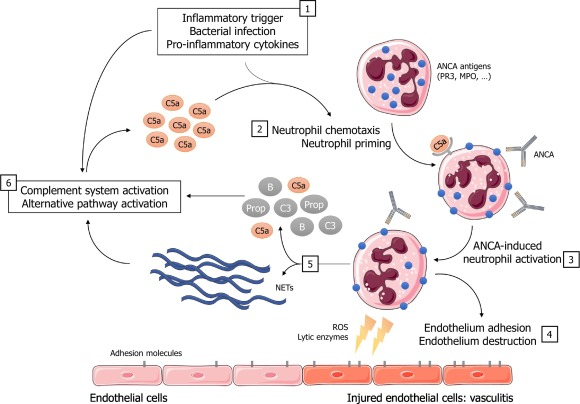 1
Inflammatory trigger
Bacterial infection
Pro-inflammatory cytokines
ANCA antigens
(PR3, MPO, ...)
C5a
C5a
C5a
C5a
C5a
C5a
C5a
C5a
2
Neutrophil chemotaxis
Neutrophil priming
C5a
ANCA
6
Complement system activation
Alternative pathway activation
B
C5a
Prop
C3
Prop
C5a
B
C3
ANCA-induced
neutrophil activation
3
5
NETs
ROS
Lytic enzymes
Endothelium adhesion
Endothelium destruction
4
Adhesion molecules
Endothelial cells
Injured endothelial cells: vasculitis